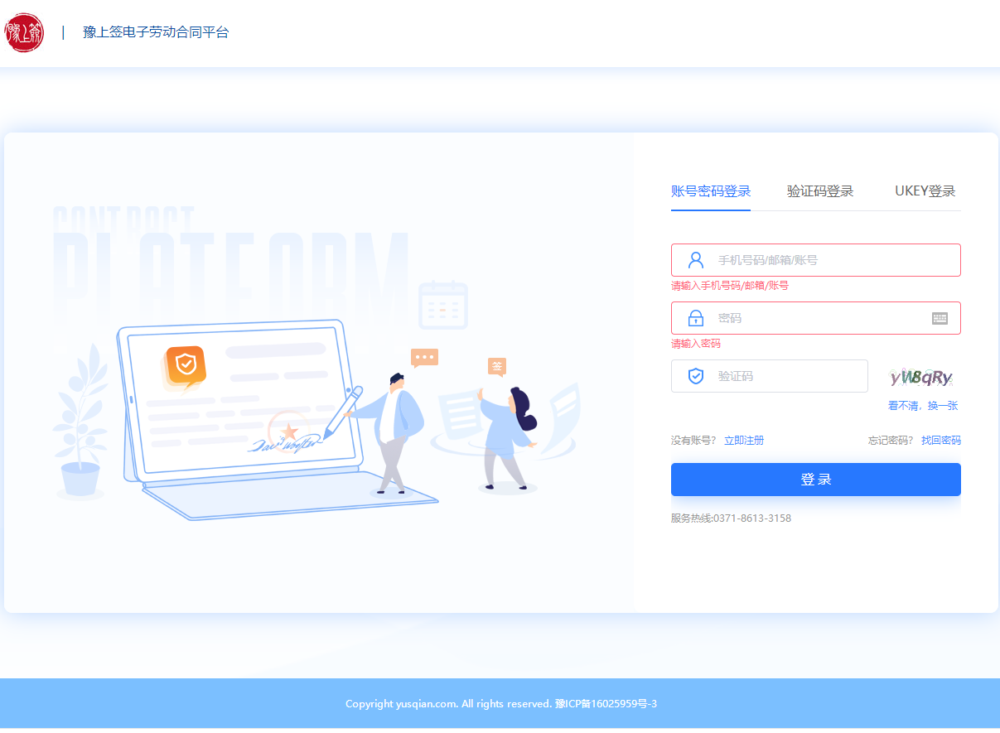 豫上签
豫上签电子劳动合同平台
CONTRACT
PLATFORM
签
账号密码登录
验证码登录
UKEY登录
手机号码/邮箱/账号
请输入手机号码/邮箱/账号
密码
请输入密码
验证码
yW8qRy
看不清，换一张
没有账号？ 立即注册
忘记密码？ 找回密码
登 录
服务热线:0371-8613-3158
Copyright yusqian.com. All rights reserved. 豫ICP备16025959号-3